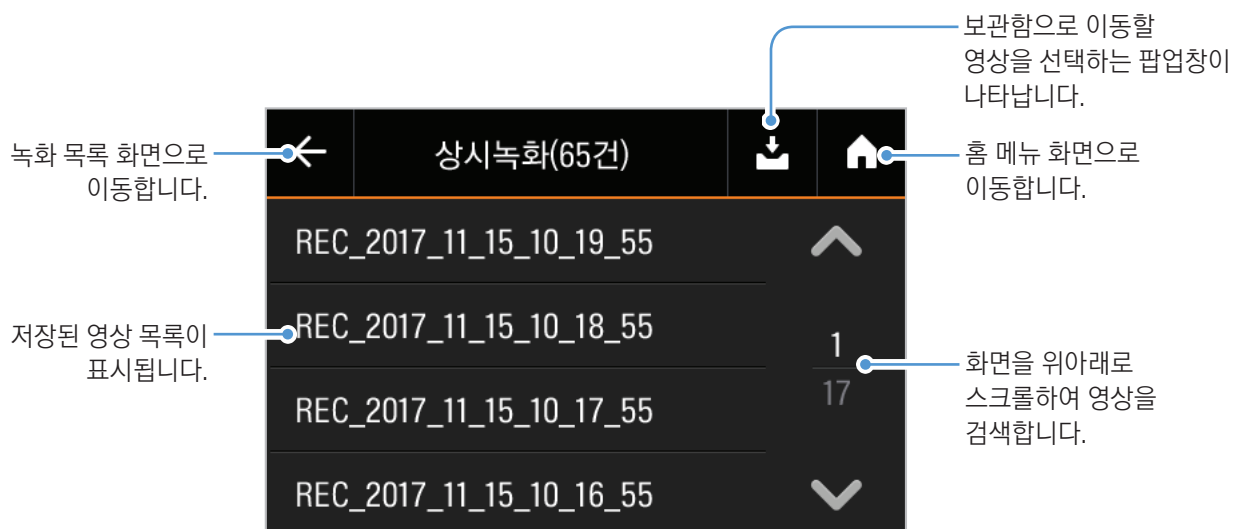 보관함으로 이동할
영상을 선택하는 팝업창이
나타납니다.
녹화 목록 화면으로
이동합니다.
상시녹화(65건)
홈 메뉴 화면으로
이동합니다.
REC_2017_11_15_10_19_55
저장된 영상 목록이
표시됩니다.
REC_2017_11_15_10_18_55
1
17
화면을 위아래로
스크롤하여 영상을
검색합니다.
REC_2017_11_15_10_17_55
REC_2017_11_15_10_16_55